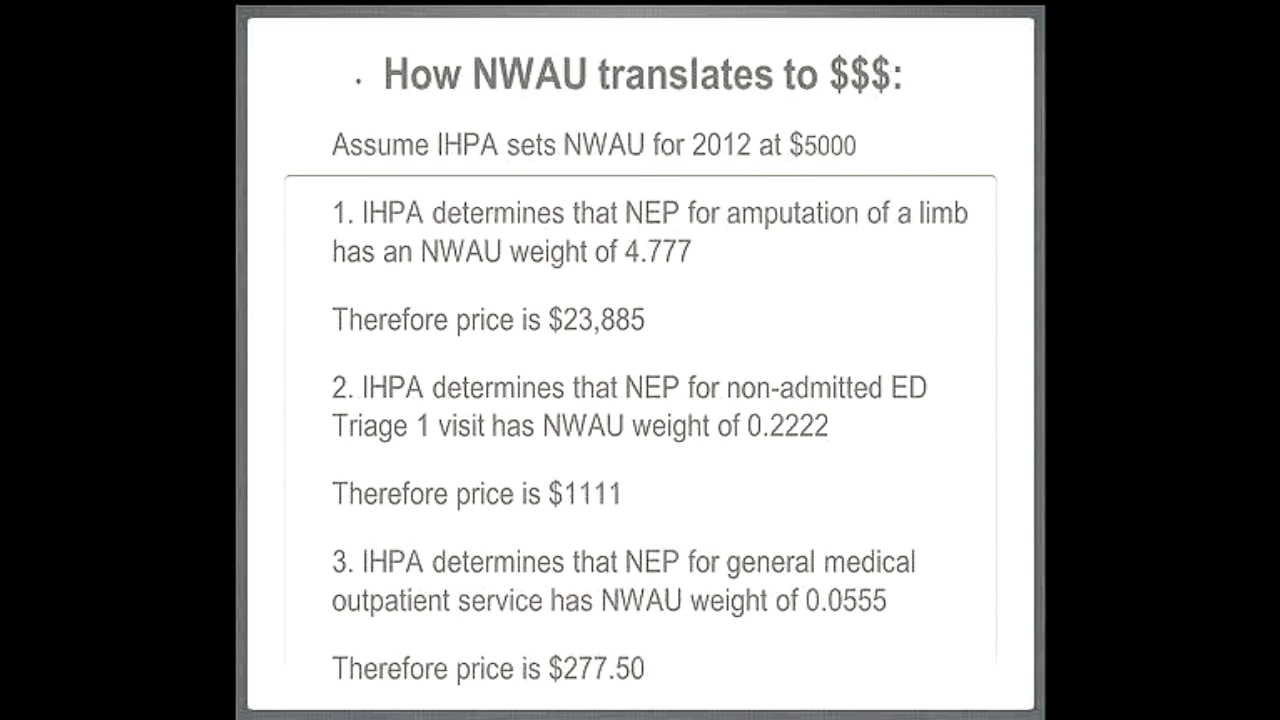 . How NWAU translates to $$$:
Assume IHPA sets NWAU for 2012 at $5000
1. IHPA determines that NEP for amputation of a limb
has an NWAU weight of 4.777
Therefore price is $23,885
2. IHPA determines that NEP for non-admitted ED
Triage 1 visit has NWAU weight of 0.2222
Therefore price is $1111
3. IHPA determines that NEP for general medical
outpatient service has NWAU weight of 0.0555
Therefore price is $277.50